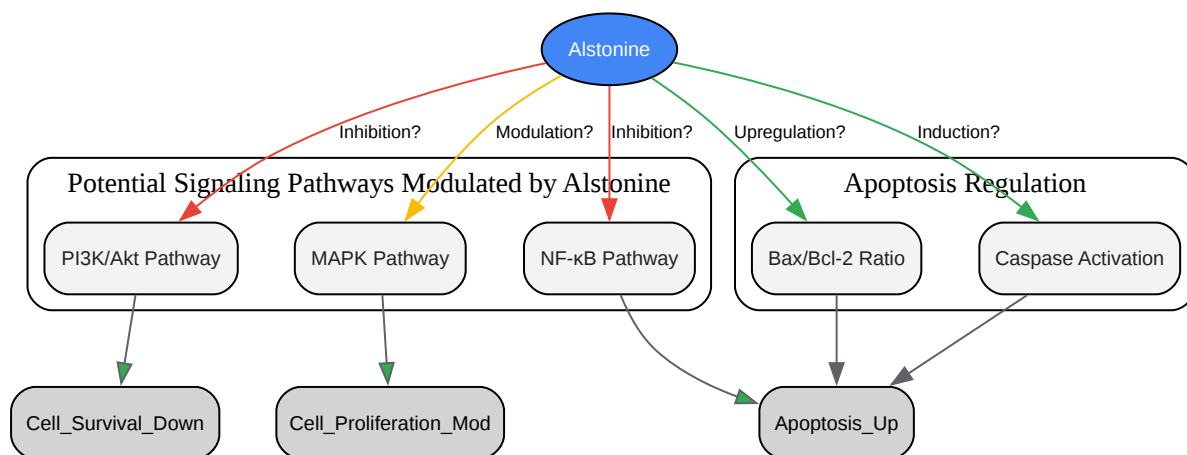 Alstonine
Inhibition?
Modulation?
Inhibition?
Upregulation?
Induction?
Potential Signaling Pathways Modulated by Alstonine
Apoptosis Regulation
PI3K/Akt Pathway
MAPK Pathway
NF-κB Pathway
Bax/Bcl-2 Ratio
Caspase Activation
Cell_Survival_Down
Cell_Proliferation_Mod
Apoptosis_Up